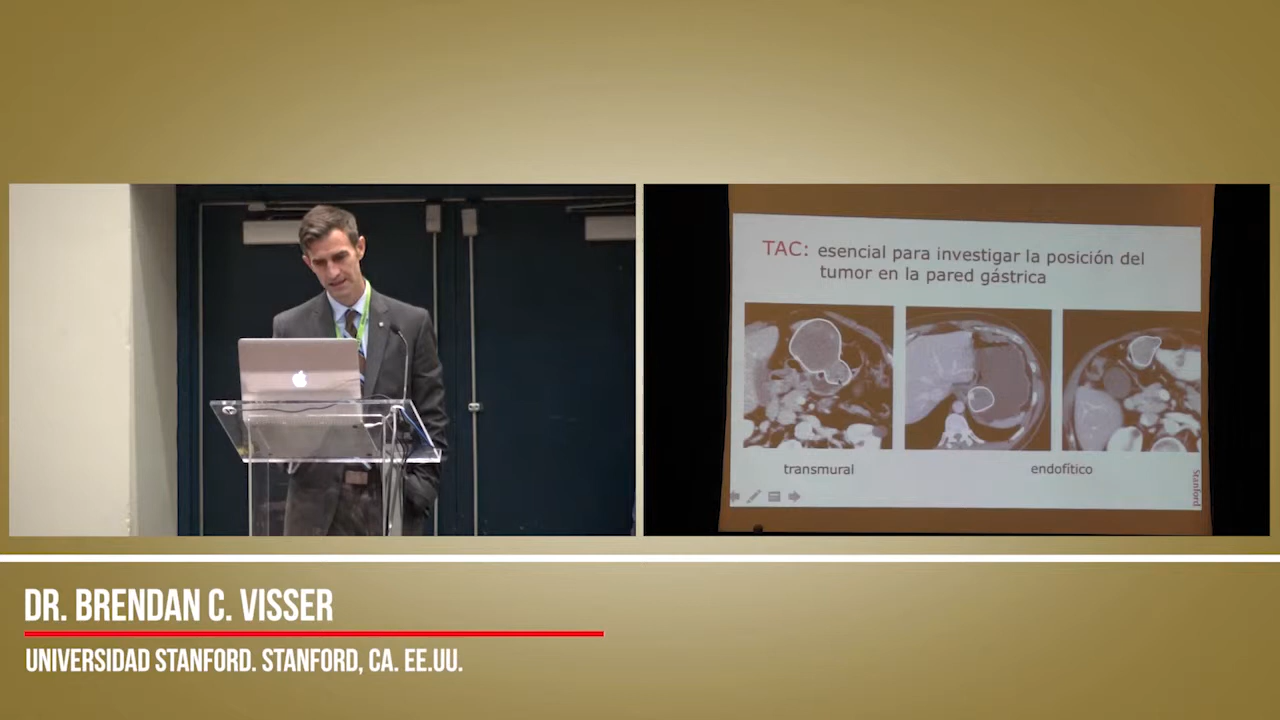 TAC: esencial para investigar la posición del
tumor en la pared gástrica
transmural
endofítico
Stanford
DR. BRENDAN C. VISSER
UNIVERSIDAD STANFORD. STANFORD, CA. EE.UU.